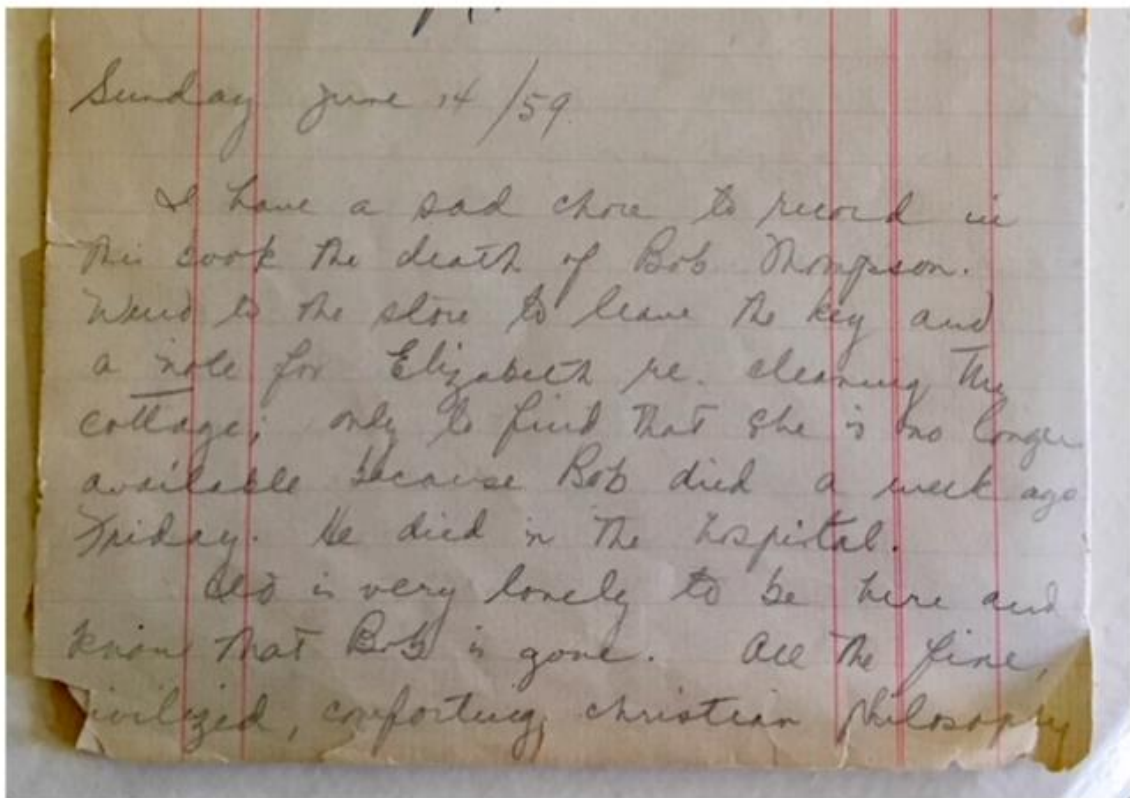 Sunday June 14/59.
I have a sad chore to record in
this book the death of Bob Thompson.
Went to the store to leave the key and
a note for Elizabeth re. cleaning the
cottage; only to find that she is no longer
available because Bob died a week ago
Friday. He died in the hospital.
It is very lonely to be here and
know that Bob is gone. All the fine,
civilized, comforting, christian philosophy